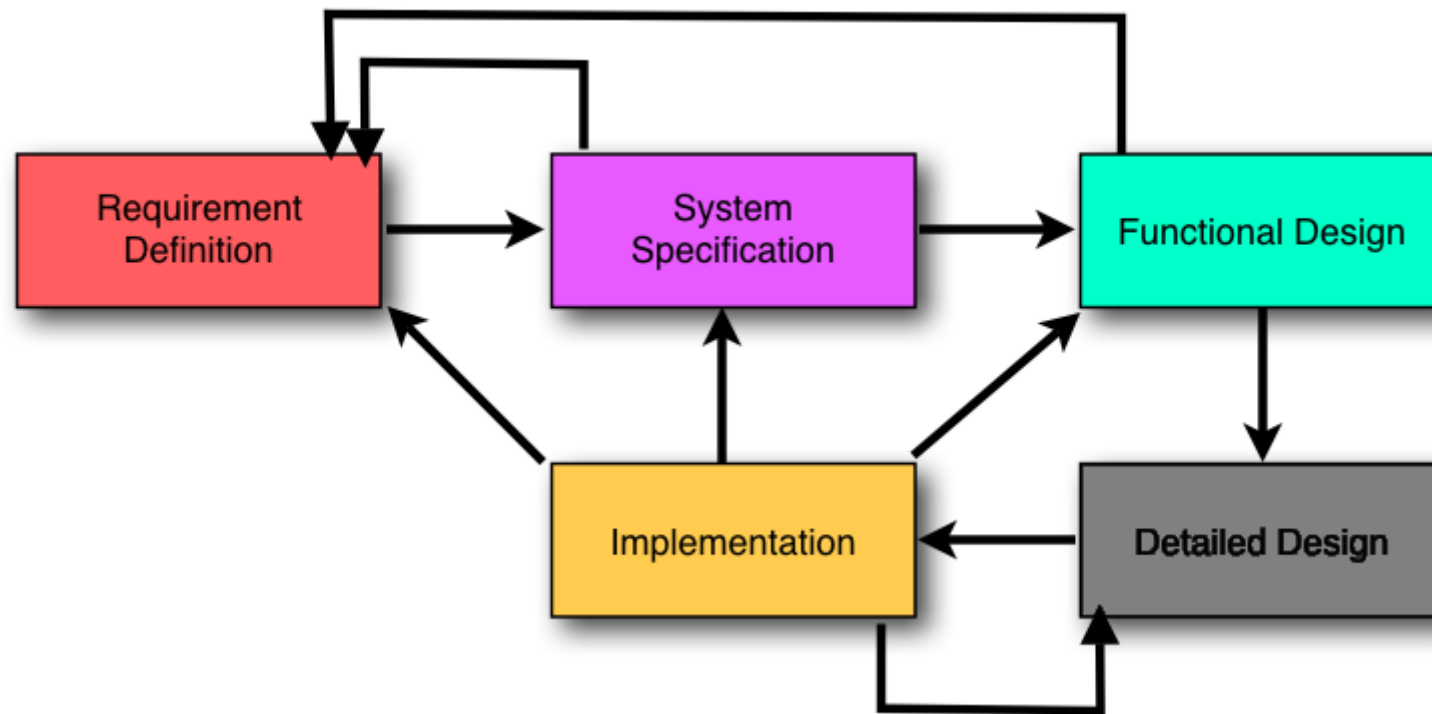 Requirement
Definition
System
Specification
Functional Design
Implementation
Detailed Design